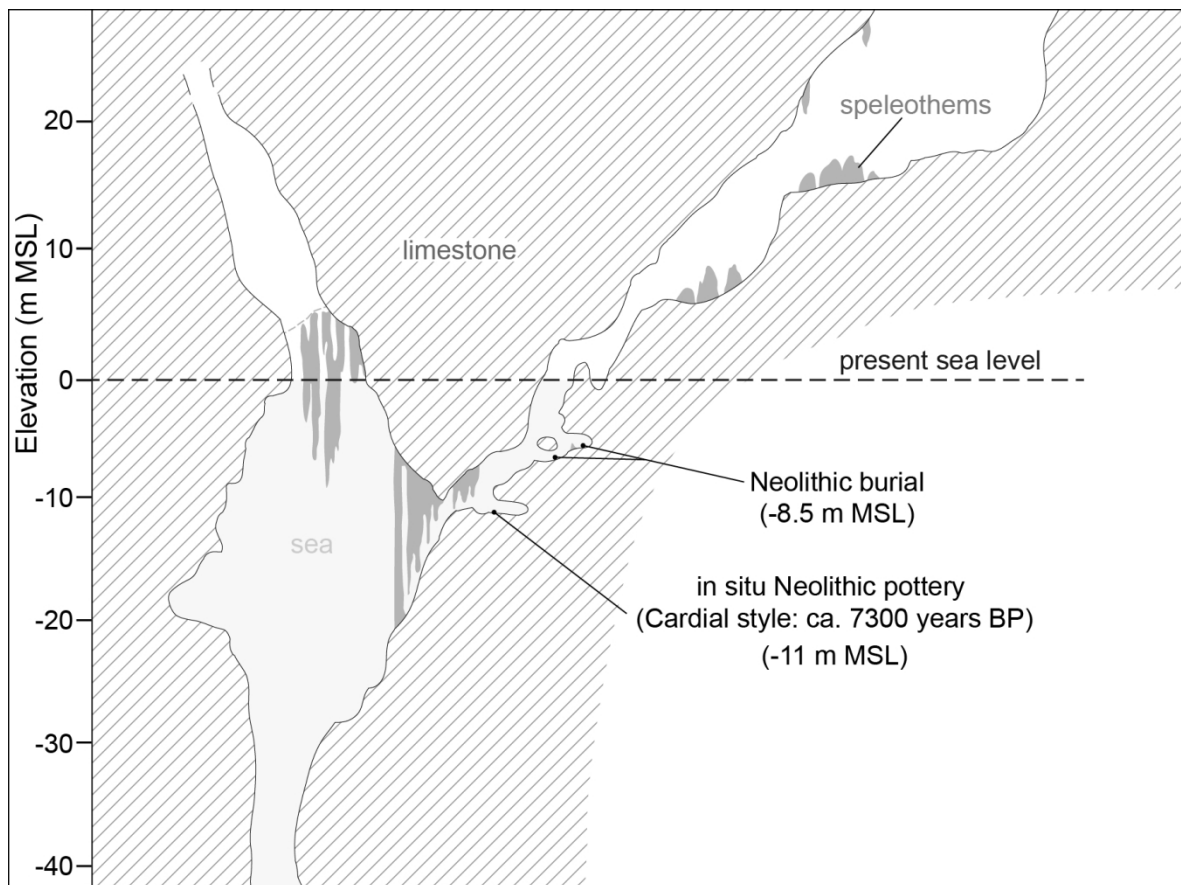 Elevation (m MSL)
20
10
0
-10
-20
-30
-40
speleothems
limestone
present sea level
sea
Neolithic burial
(-8.5 m MSL)
in situ Neolithic pottery
(Cardial style: ca. 7300 years BP)
(-11 m MSL)